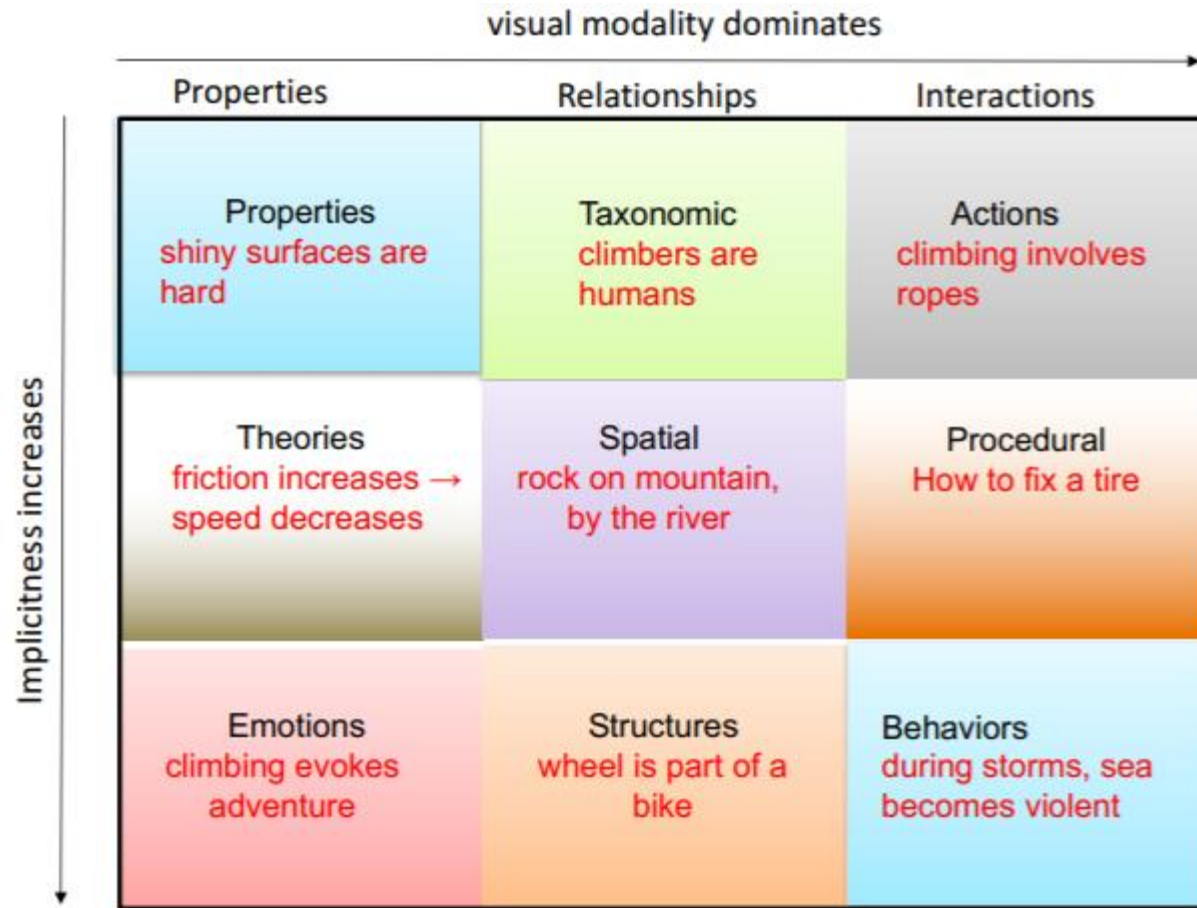 visual modality dominates
Properties
Relationships
Interactions
Implicitness increases
Properties
shiny surfaces are
hard
Taxonomic
climbers are
humans
Actions
climbing involves
ropes
Theories
friction increases →
speed decreases
Spatial
rock on mountain,
by the river
Procedural
How to fix a tire
Emotions
climbing evokes
adventure
Structures
wheel is part of a
bike
Behaviors
during storms, sea
becomes violent